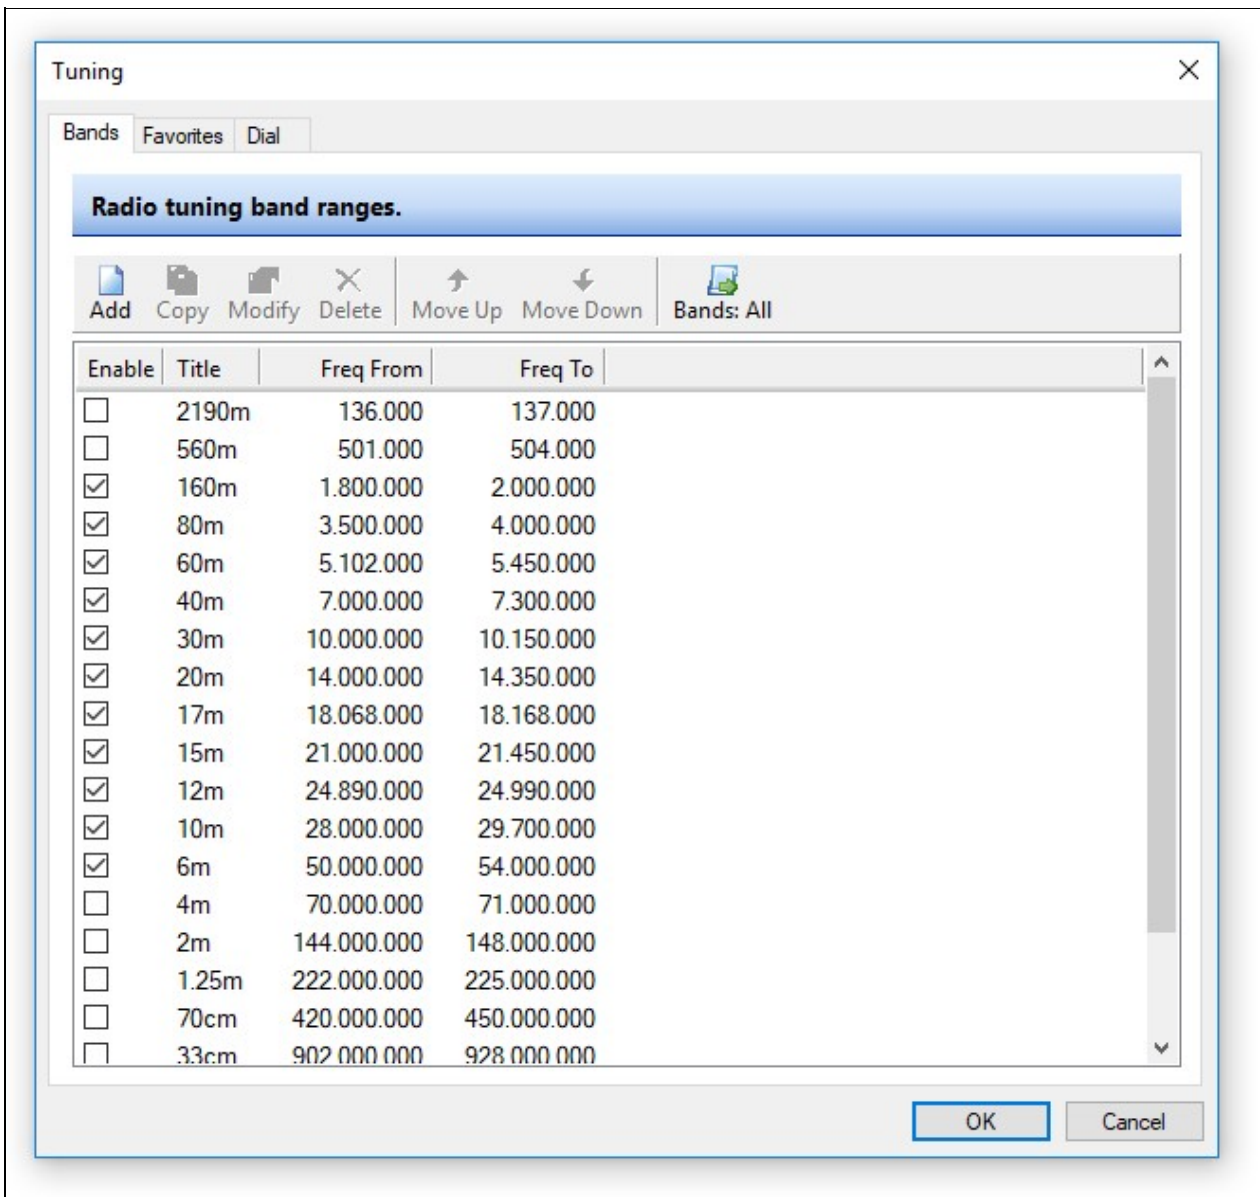 Tuning
Bands Favorites Dial
Radio tuning band ranges.
Add Copy Modify Delete Move Up Move Down Bands: All
Enable Title Freq From Freq To
2190m 136.000 137.000
560m 501.000 504.000
160m 1.800.000 2.000.000
80m 3.500.000 4.000.000
60m 5.102.000 5.450.000
40m 7.000.000 7.300.000
30m 10.000.000 10.150.000
20m 14.000.000 14.350.000
17m 18.068.000 18.168.000
15m 21.000.000 21.450.000
12m 24.890.000 24.990.000
10m 28.000.000 29.700.000
6m 50.000.000 54.000.000
4m 70.000.000 71.000.000
2m 144.000.000 148.000.000
1.25m 222.000.000 225.000.000
70cm 420.000.000 450.000.000
33cm 902.000.000 928.000.000
OK Cancel